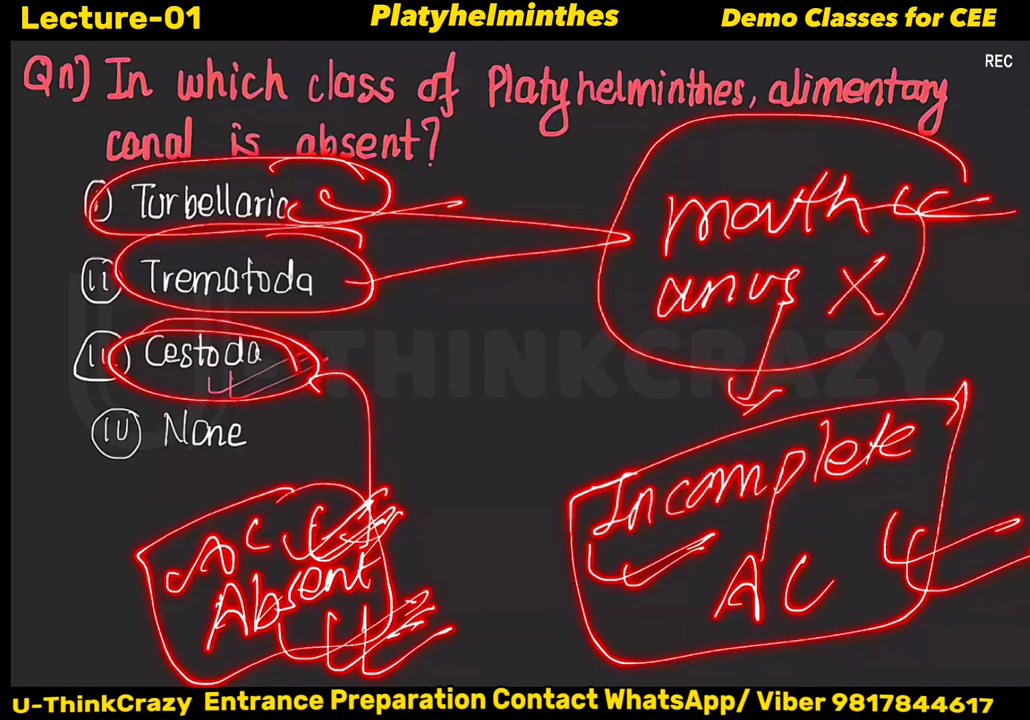 Lecture-01
Platyhelminthes
Demo Classes for CEE
REC
Qn) In which class of Platyhelminthes, alimentary
canal is absent?
(i) Turbellaria
(ii) Trematoda
(iii) Cestoda
(iv) None
mouth
anus X
Incomplete
AC
AC
Absent
U-THINKCRAZY
U-ThinkCrazy Entrance Preparation Contact WhatsApp/ Viber 9817844617